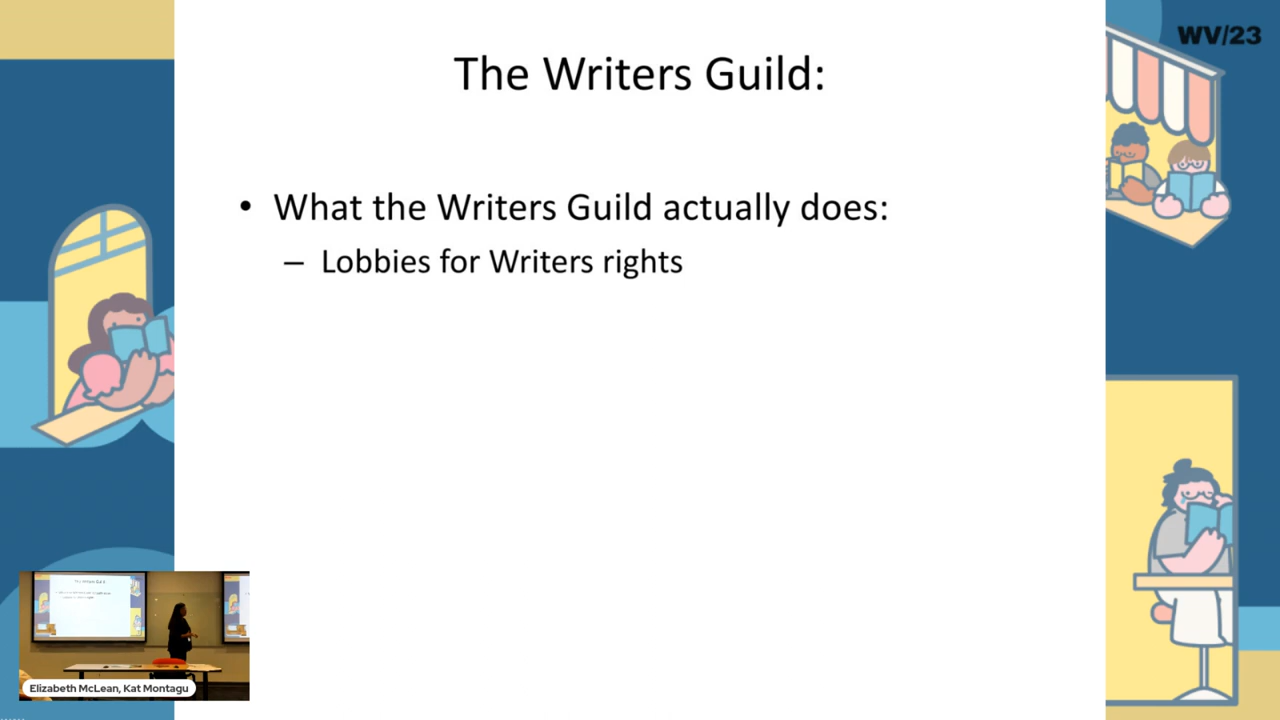 WV/23
The Writers Guild:
• What the Writers Guild actually does:
– Lobbies for Writers rights
Elizabeth McLean, Kat Montagu